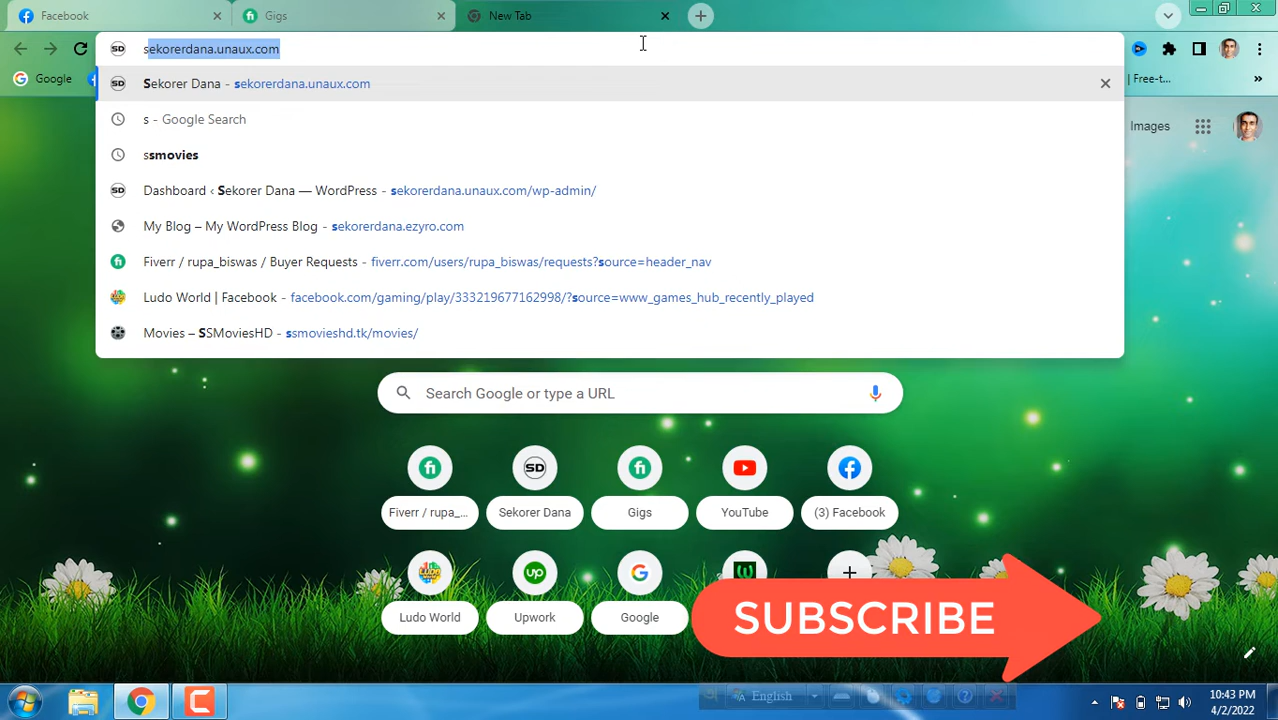 Facebook
Gigs
New Tab
sekorerdana.unaux.com
Google
| Free-t...
Sekorer Dana - sekorerdana.unaux.com
s - Google Search
Images
ssmovies
Dashboard ‹ Sekorer Dana — WordPress - sekorerdana.unaux.com/wp-admin/
My Blog – My WordPress Blog - sekorerdana.ezyro.com
Fiverr / rupa_biswas / Buyer Requests - fiverr.com/users/rupa_biswas/requests?source=header_nav
Ludo World | Facebook - facebook.com/gaming/play/333219677162998/?source=www_games_hub_recently_played
Movies – SSMoviesHD - ssmovieshd.tk/movies/
Search Google or type a URL
Fiverr / rupa_...
Sekorer Dana
Gigs
YouTube
(3) Facebook
Ludo World
Upwork
Google
SUBSCRIBE
English
10:43 PM
4/2/2022